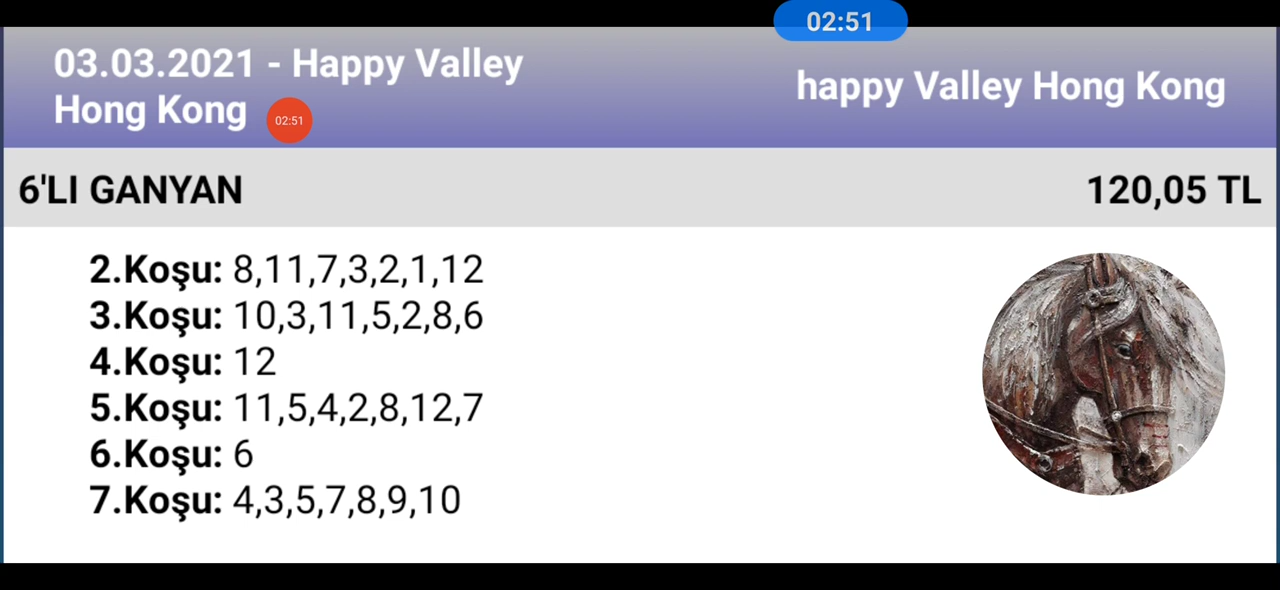 02:51
03.03.2021 - Happy Valley
Hong Kong
02:51
happy Valley Hong Kong
6'LI GANYAN
120,05 TL
2.Koşu: 8,11,7,3,2,1,12
3.Koşu: 10,3,11,5,2,8,6
4.Koşu: 12
5.Koşu: 11,5,4,2,8,12,7
6.Koşu: 6
7.Koşu: 4,3,5,7,8,9,10